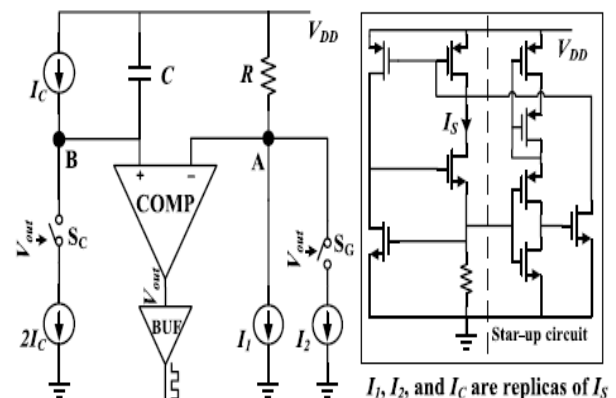 V_DD
I_C
C
R
B
A
+
−
COMP
V_out
S_C
V_out
S_G
V_out
2I_C
BUF
I_1
I_2
V_DD
I_S
Star–up circuit
I_1, I_2, and I_C are replicas of I_S